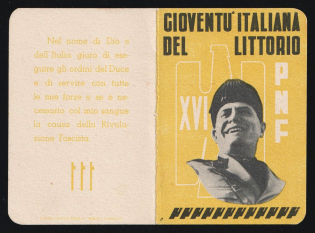 Nel nome di Dio e
dell'Italia giuro di ese-
guire gli ordini del Duce
e di servire con tutte
le mie forze e se è ne-
cessario col mio sangue
la causa della Rivolu-
zione Fascista.
GIOVENTU' ITALIANA
DEL LITTORIO
XVI
PNF